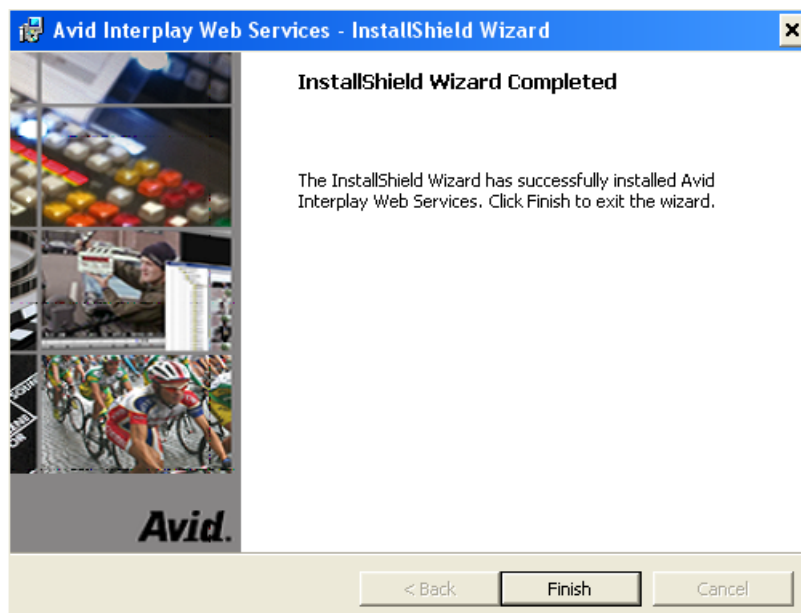 Avid Interplay Web Services - InstallShield Wizard
InstallShield Wizard Completed
The InstallShield Wizard has successfully installed Avid
Interplay Web Services. Click Finish to exit the wizard.
Avid.
< Back
Finish
Cancel